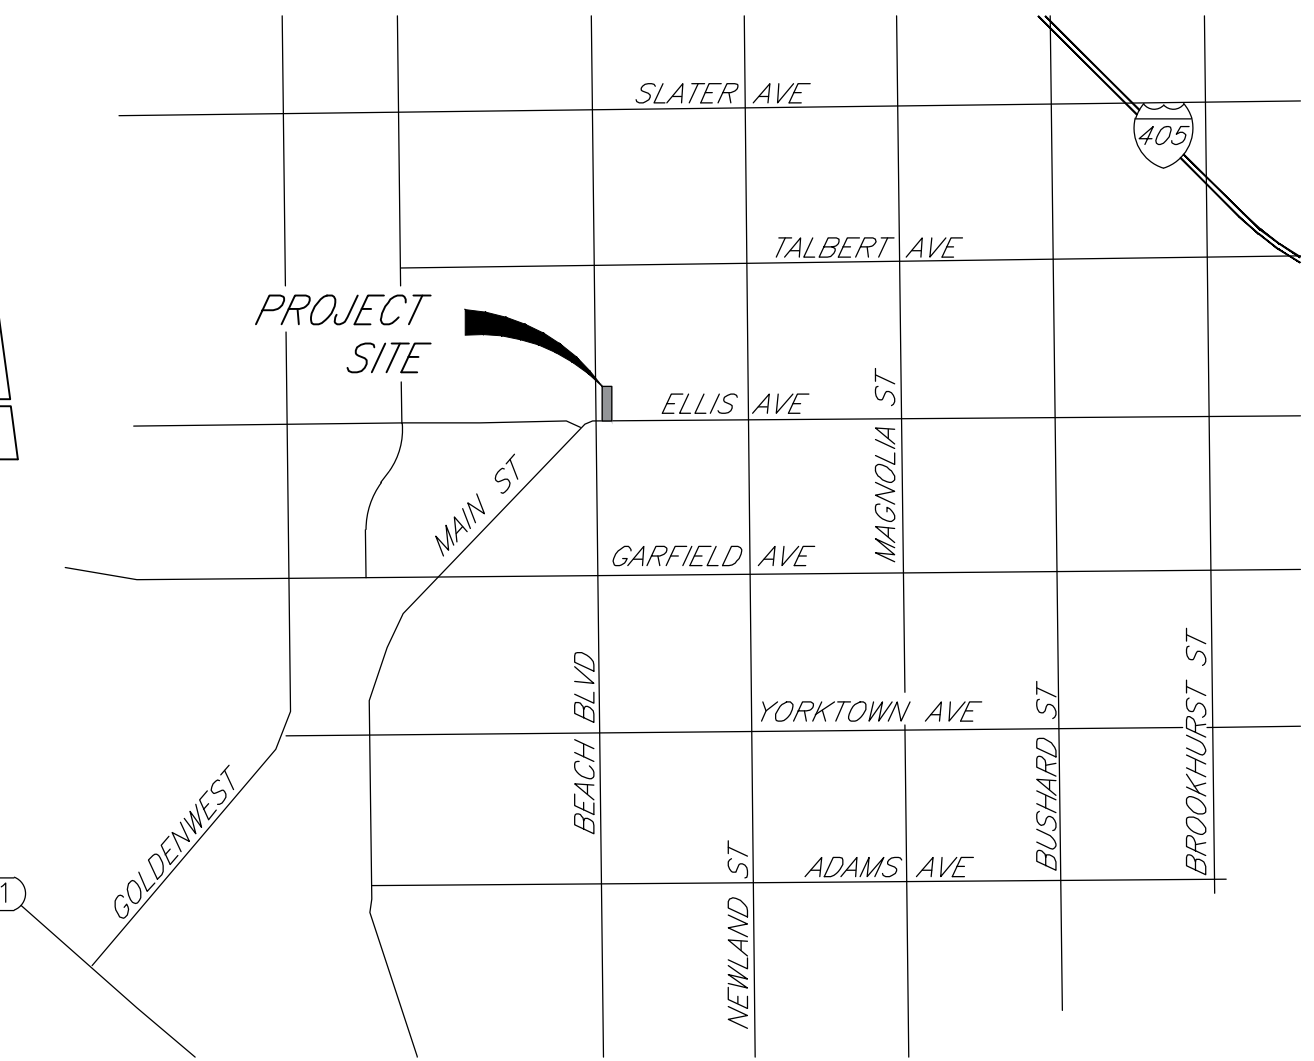 SLATER AVE
405
TALBERT AVE
PROJECT
SITE
ELLIS AVE
MAGNOLIA ST
MAIN ST
GARFIELD AVE
BEACH BLVD
YORKTOWN AVE
BUSHARD ST
BROOKHURST ST
GOLDENWEST
ADAMS AVE
NEWLAND ST
1